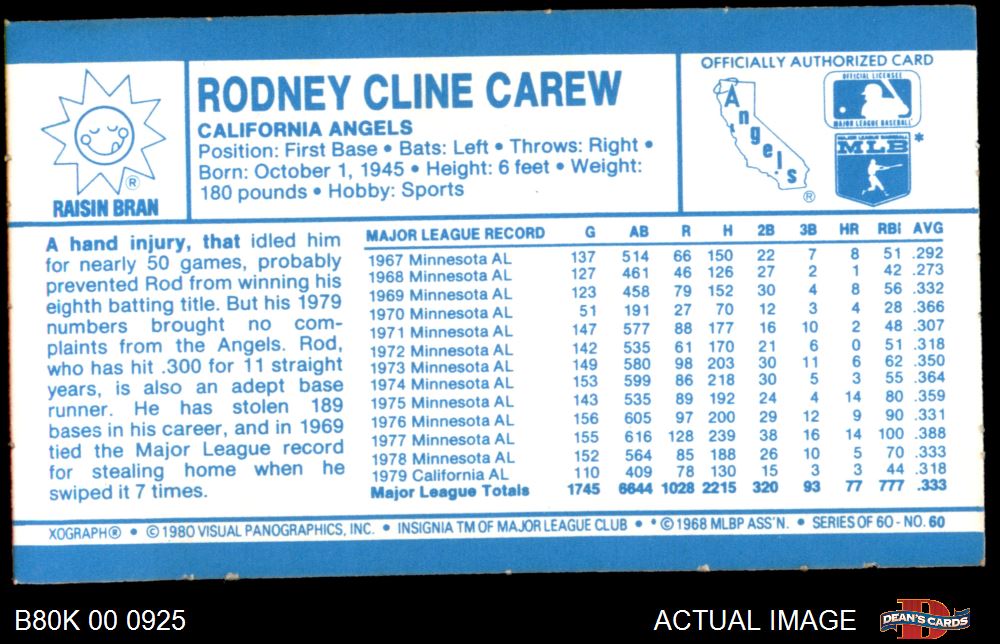 RAISIN BRAN
®
RODNEY CLINE CAREW
CALIFORNIA ANGELS
Position: First Base • Bats: Left • Throws: Right •
Born: October 1, 1945 • Height: 6 feet • Weight:
180 pounds • Hobby: Sports
OFFICIALLY AUTHORIZED CARD
Angels
®
OFFICIAL LICENSEE
MAJOR LEAGUE BASEBALL
MAJOR LEAGUE BASEBALL
MLB *
A hand injury, that idled him
for nearly 50 games, probably
prevented Rod from winning his
eighth batting title. But his 1979
numbers brought no com-
plaints from the Angels. Rod,
who has hit .300 for 11 straight
years, is also an adept base
runner. He has stolen 189
bases in his career, and in 1969
tied the Major League record
for stealing home when he
swiped it 7 times.
MAJOR LEAGUE RECORD G AB R H 2B 3B HR RBI AVG
1967 Minnesota AL 137 514 66 150 22 7 8 51 .292
1968 Minnesota AL 127 461 46 126 27 2 1 42 .273
1969 Minnesota AL 123 458 79 152 30 4 8 56 .332
1970 Minnesota AL 51 191 27 70 12 3 4 28 .366
1971 Minnesota AL 147 577 88 177 16 10 2 48 .307
1972 Minnesota AL 142 535 61 170 21 6 0 51 .318
1973 Minnesota AL 149 580 98 203 30 11 6 62 .350
1974 Minnesota AL 153 599 86 218 30 5 3 55 .364
1975 Minnesota AL 143 535 89 192 24 4 14 80 .359
1976 Minnesota AL 156 605 97 200 29 12 9 90 .331
1977 Minnesota AL 155 616 128 239 38 16 14 100 .388
1978 Minnesota AL 152 564 85 188 26 10 5 70 .333
1979 California AL 110 409 78 130 15 3 3 44 .318
Major League Totals 1745 6644 1028 2215 320 93 77 777 .333
XOGRAPH® • © 1980 VISUAL PANOGRAPHICS, INC. • INSIGNIA TM OF MAJOR LEAGUE CLUB • * © 1968 MLBP ASS'N. • SERIES OF 60 - NO. 60
B80K 00 0925
ACTUAL IMAGE
DEAN'S CARDS